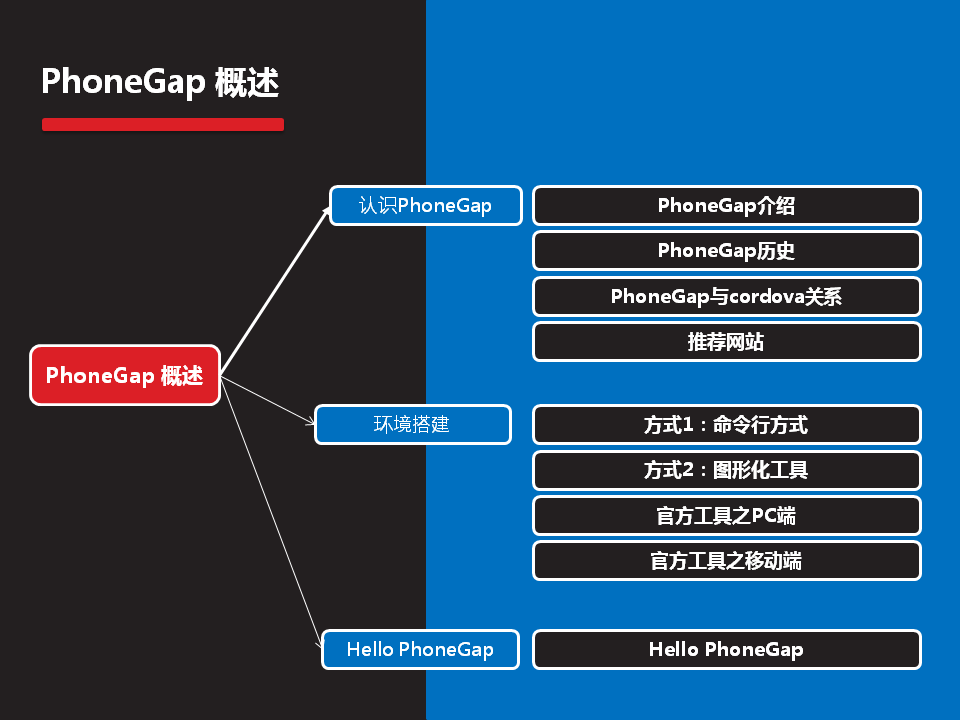 PhoneGap 概述
认识PhoneGap
PhoneGap介绍
PhoneGap历史
PhoneGap与cordova关系
推荐网站
PhoneGap 概述
环境搭建
方式1：命令行方式
方式2：图形化工具
官方工具之PC端
官方工具之移动端
Hello PhoneGap
Hello PhoneGap